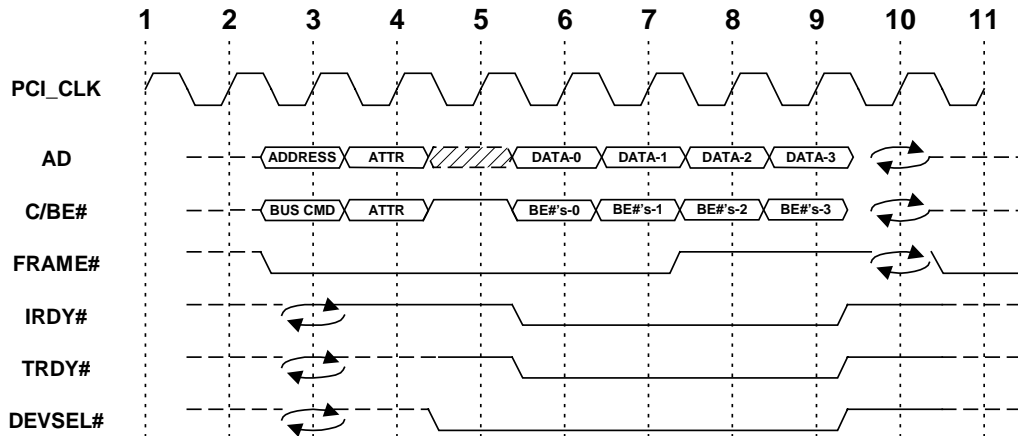 1 2 3 4 5 6 7 8 9 10 11
PCI_CLK
AD ADDRESS ATTR DATA-0 DATA-1 DATA-2 DATA-3
C/BE# BUS CMD ATTR BE#'s-0 BE#'s-1 BE#'s-2 BE#'s-3
FRAME#
IRDY#
TRDY#
DEVSEL#